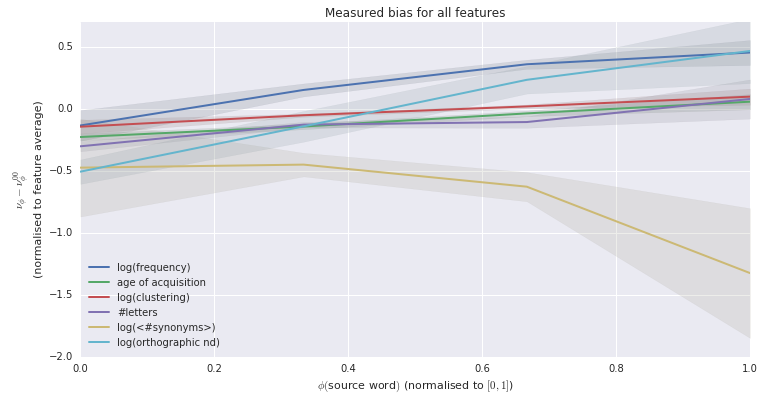 Measured bias for all features
0.5
0.0
−0.5
−1.0
−1.5
−2.0
ν_ϕ − ν_ϕ^00
(normalised to feature average)
log(frequency)
age of acquisition
log(clustering)
#letters
log(<#synonyms>)
log(orthographic nd)
0.0 0.2 0.4 0.6 0.8 1.0
ϕ(source word) (normalised to [0, 1])